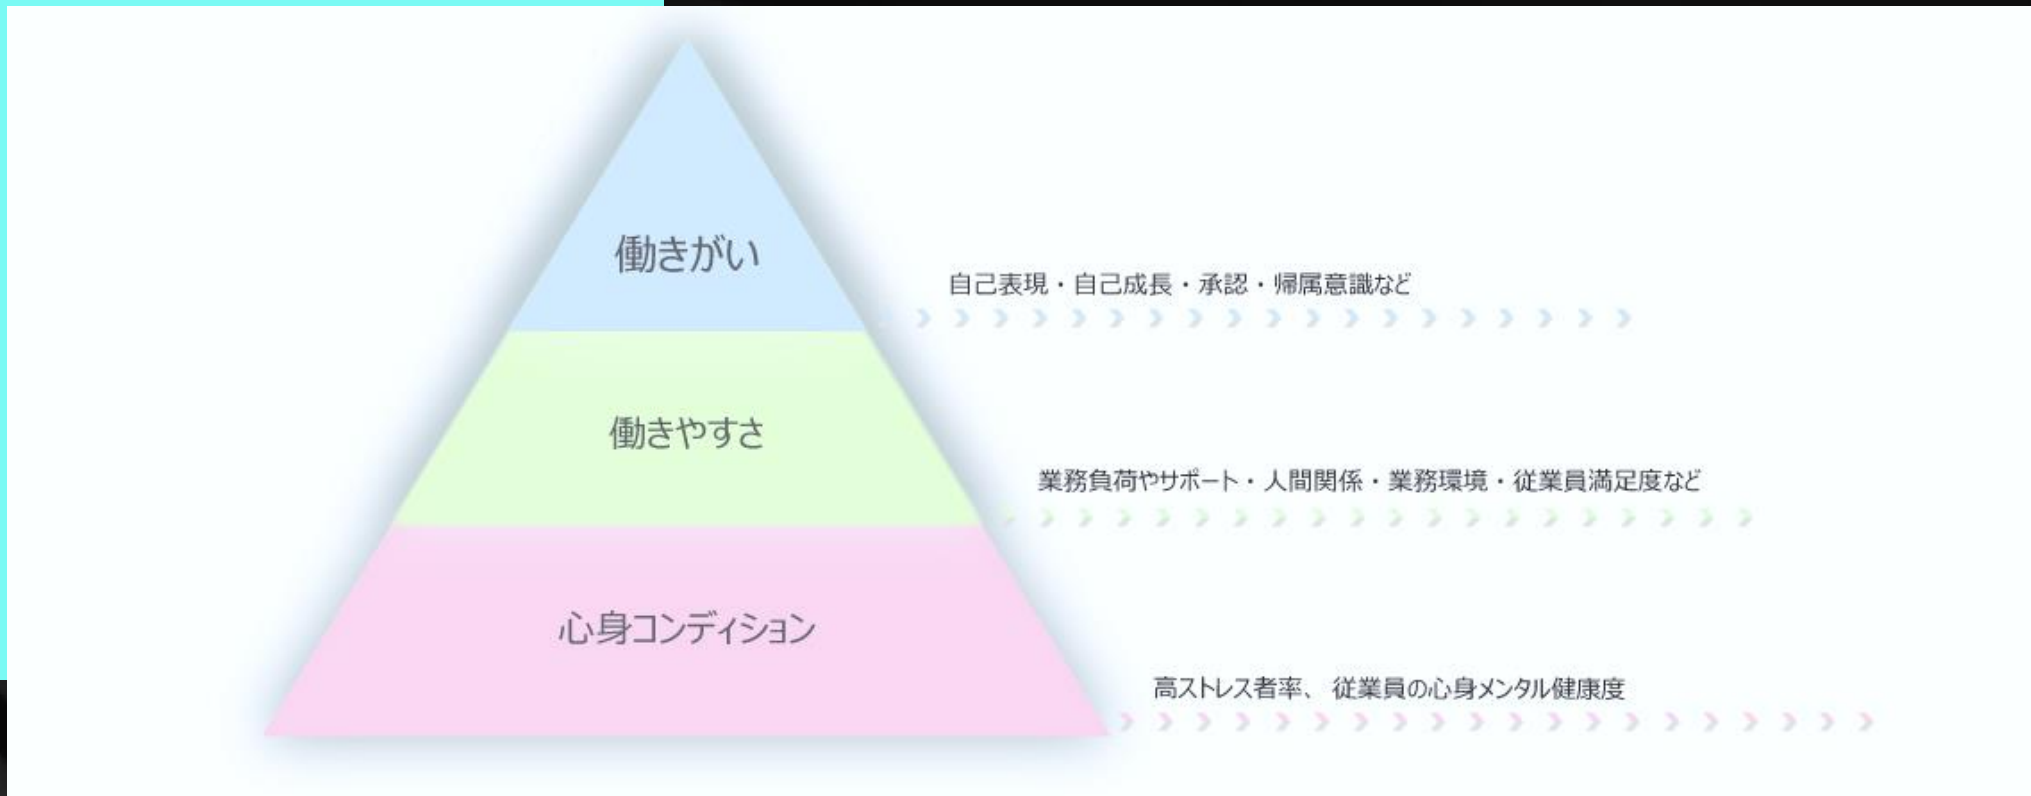 働きがい
自己表現・自己成長・承認・帰属意識など
働きやすさ
業務負荷やサポート・人間関係・業務環境・従業員満足度など
心身コンディション
高ストレス者率、従業員の心身メンタル健康度